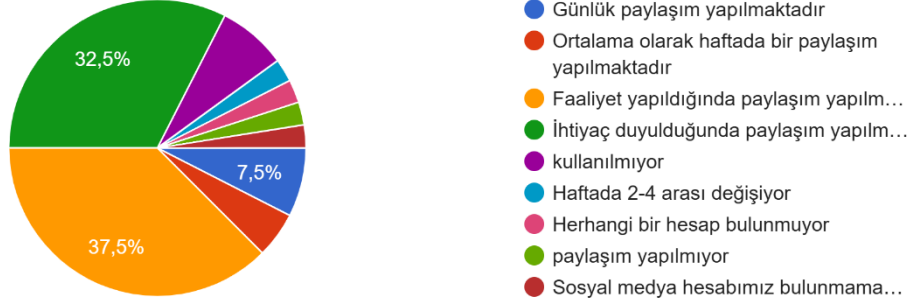 32,5%
7,5%
37,5%
Günlük paylaşım yapılmaktadır
Ortalama olarak haftada bir paylaşım
yapılmaktadır
Faaliyet yapıldığında paylaşım yapılm…
İhtiyaç duyulduğunda paylaşım yapılm…
kullanılmıyor
Haftada 2-4 arası değişiyor
Herhangi bir hesap bulunmuyor
paylaşım yapılmıyor
Sosyal medya hesabımız bulunmama…